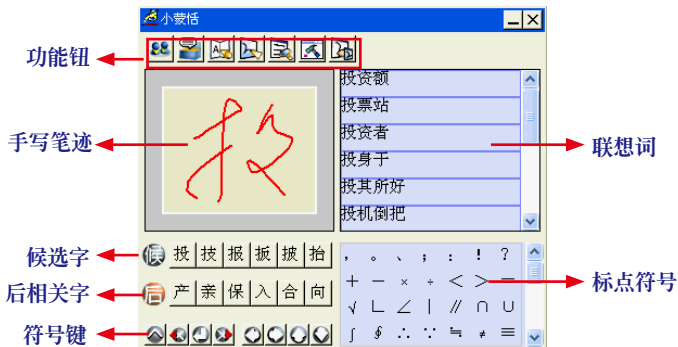 小蒙恬
功能钮
手写笔迹
投
投资额
投票站
投资者
投身于
投其所好
投机倒把
联想词
候选字
候 投 技 报 扳 披 抬
后相关字
后 产 亲 保 入 合 向
符号键
， 。 、 ； ： ！ ？
＋ － × ÷ ＜ ＞ ＝
√ ∟ ∠ ∣ ∥ ∩ ∪
∫ ∮ ∴ ∵ ≒ ≠ ≡
标点符号